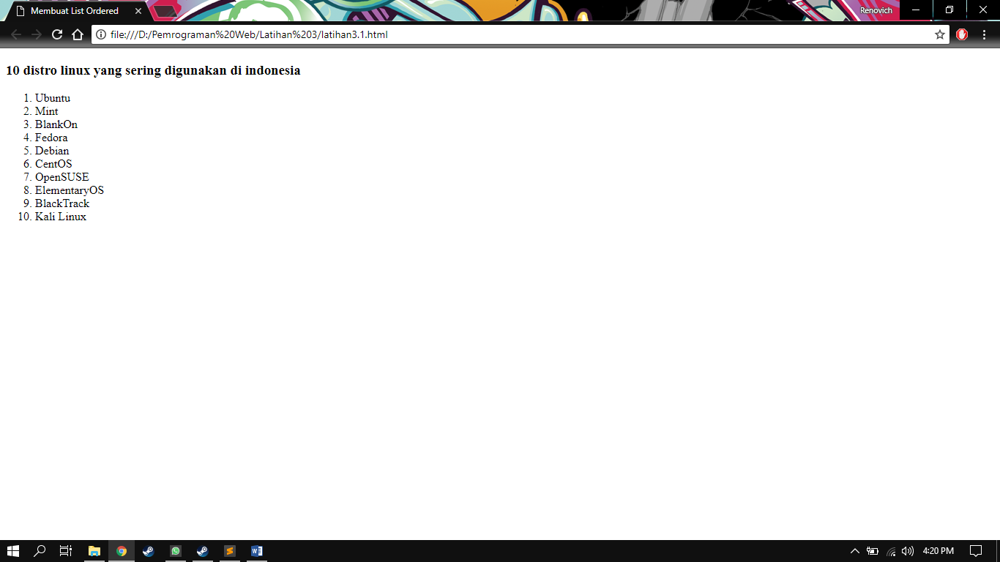 Membuat List Ordered
Renovich
file:///D:/Pemrograman%20Web/Latihan%203/latihan3.1.html
10 distro linux yang sering digunakan di indonesia
1. Ubuntu
2. Mint
3. BlankOn
4. Fedora
5. Debian
6. CentOS
7. OpenSUSE
8. ElementaryOS
9. BlackTrack
10. Kali Linux
4:20 PM